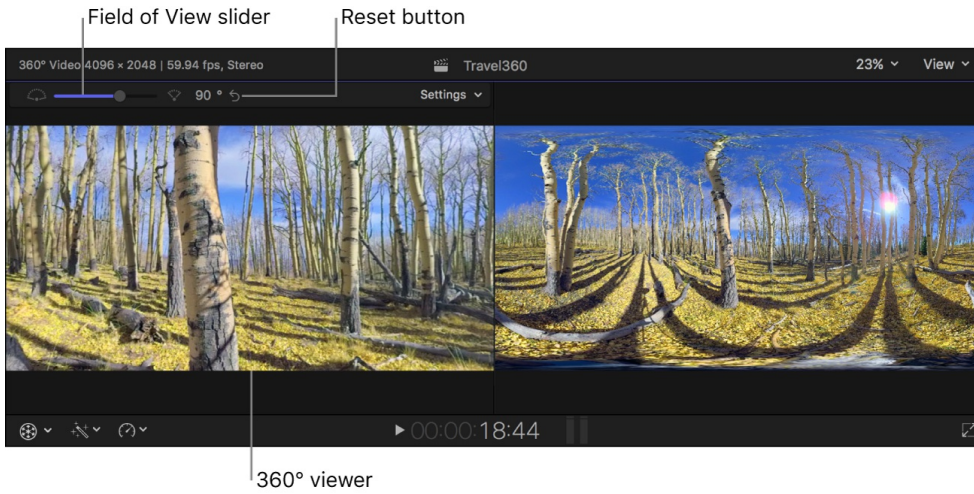 Field of View slider
Reset button
360° Video 4096 × 2048 | 59.94 fps, Stereo
Travel360
23%
View
90 °
Settings
00:00:18:44
360° viewer